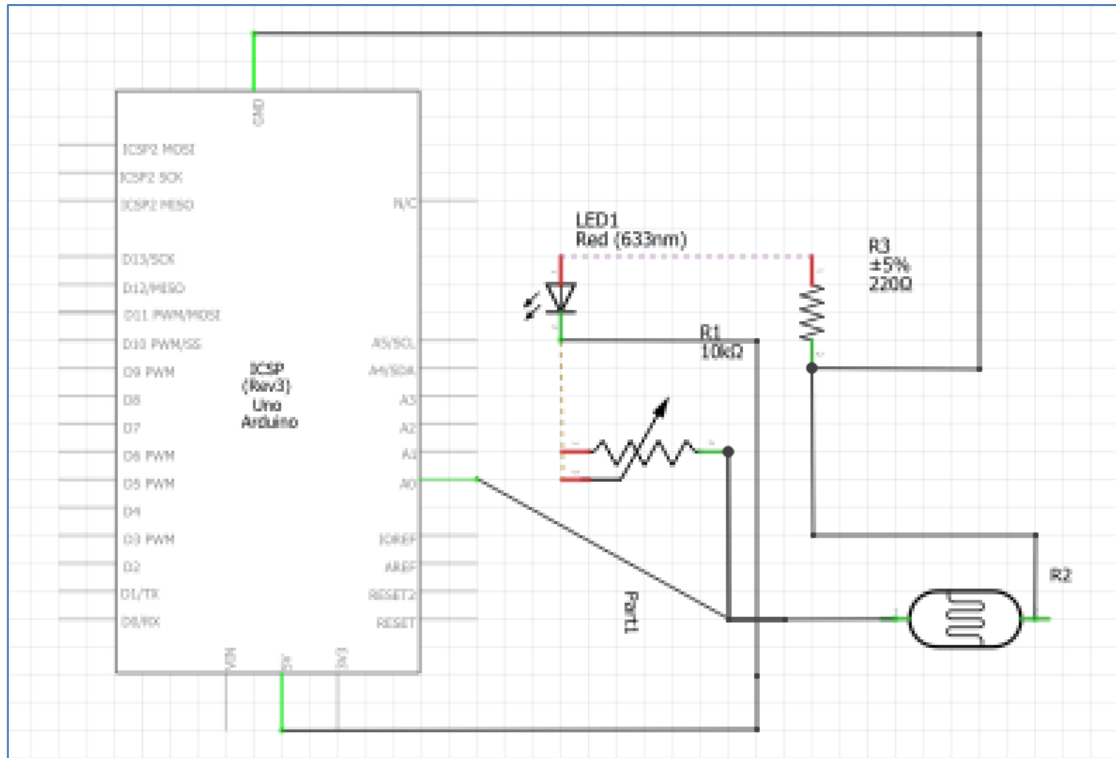 GND
ICSP2 MOSI
ICSP2 SCK
ICSP2 MISO
N/C
D13/SCK
D12/MISO
D11 PWM/MOSI
D10 PWM/SS
D9 PWM
D8
D7
D6 PWM
D5 PWM
D4
D3 PWM
D2
D1/TX
D0/RX
ICSP
(Rev3)
Uno
Arduino
A5/SCL
A4/SDA
A3
A2
A1
A0
IOREF
AREF
RESET2
RESET
VIN
5V
3V3
LED1
Red (633nm)
R1
10kΩ
R3
±5%
220Ω
Part1
R2